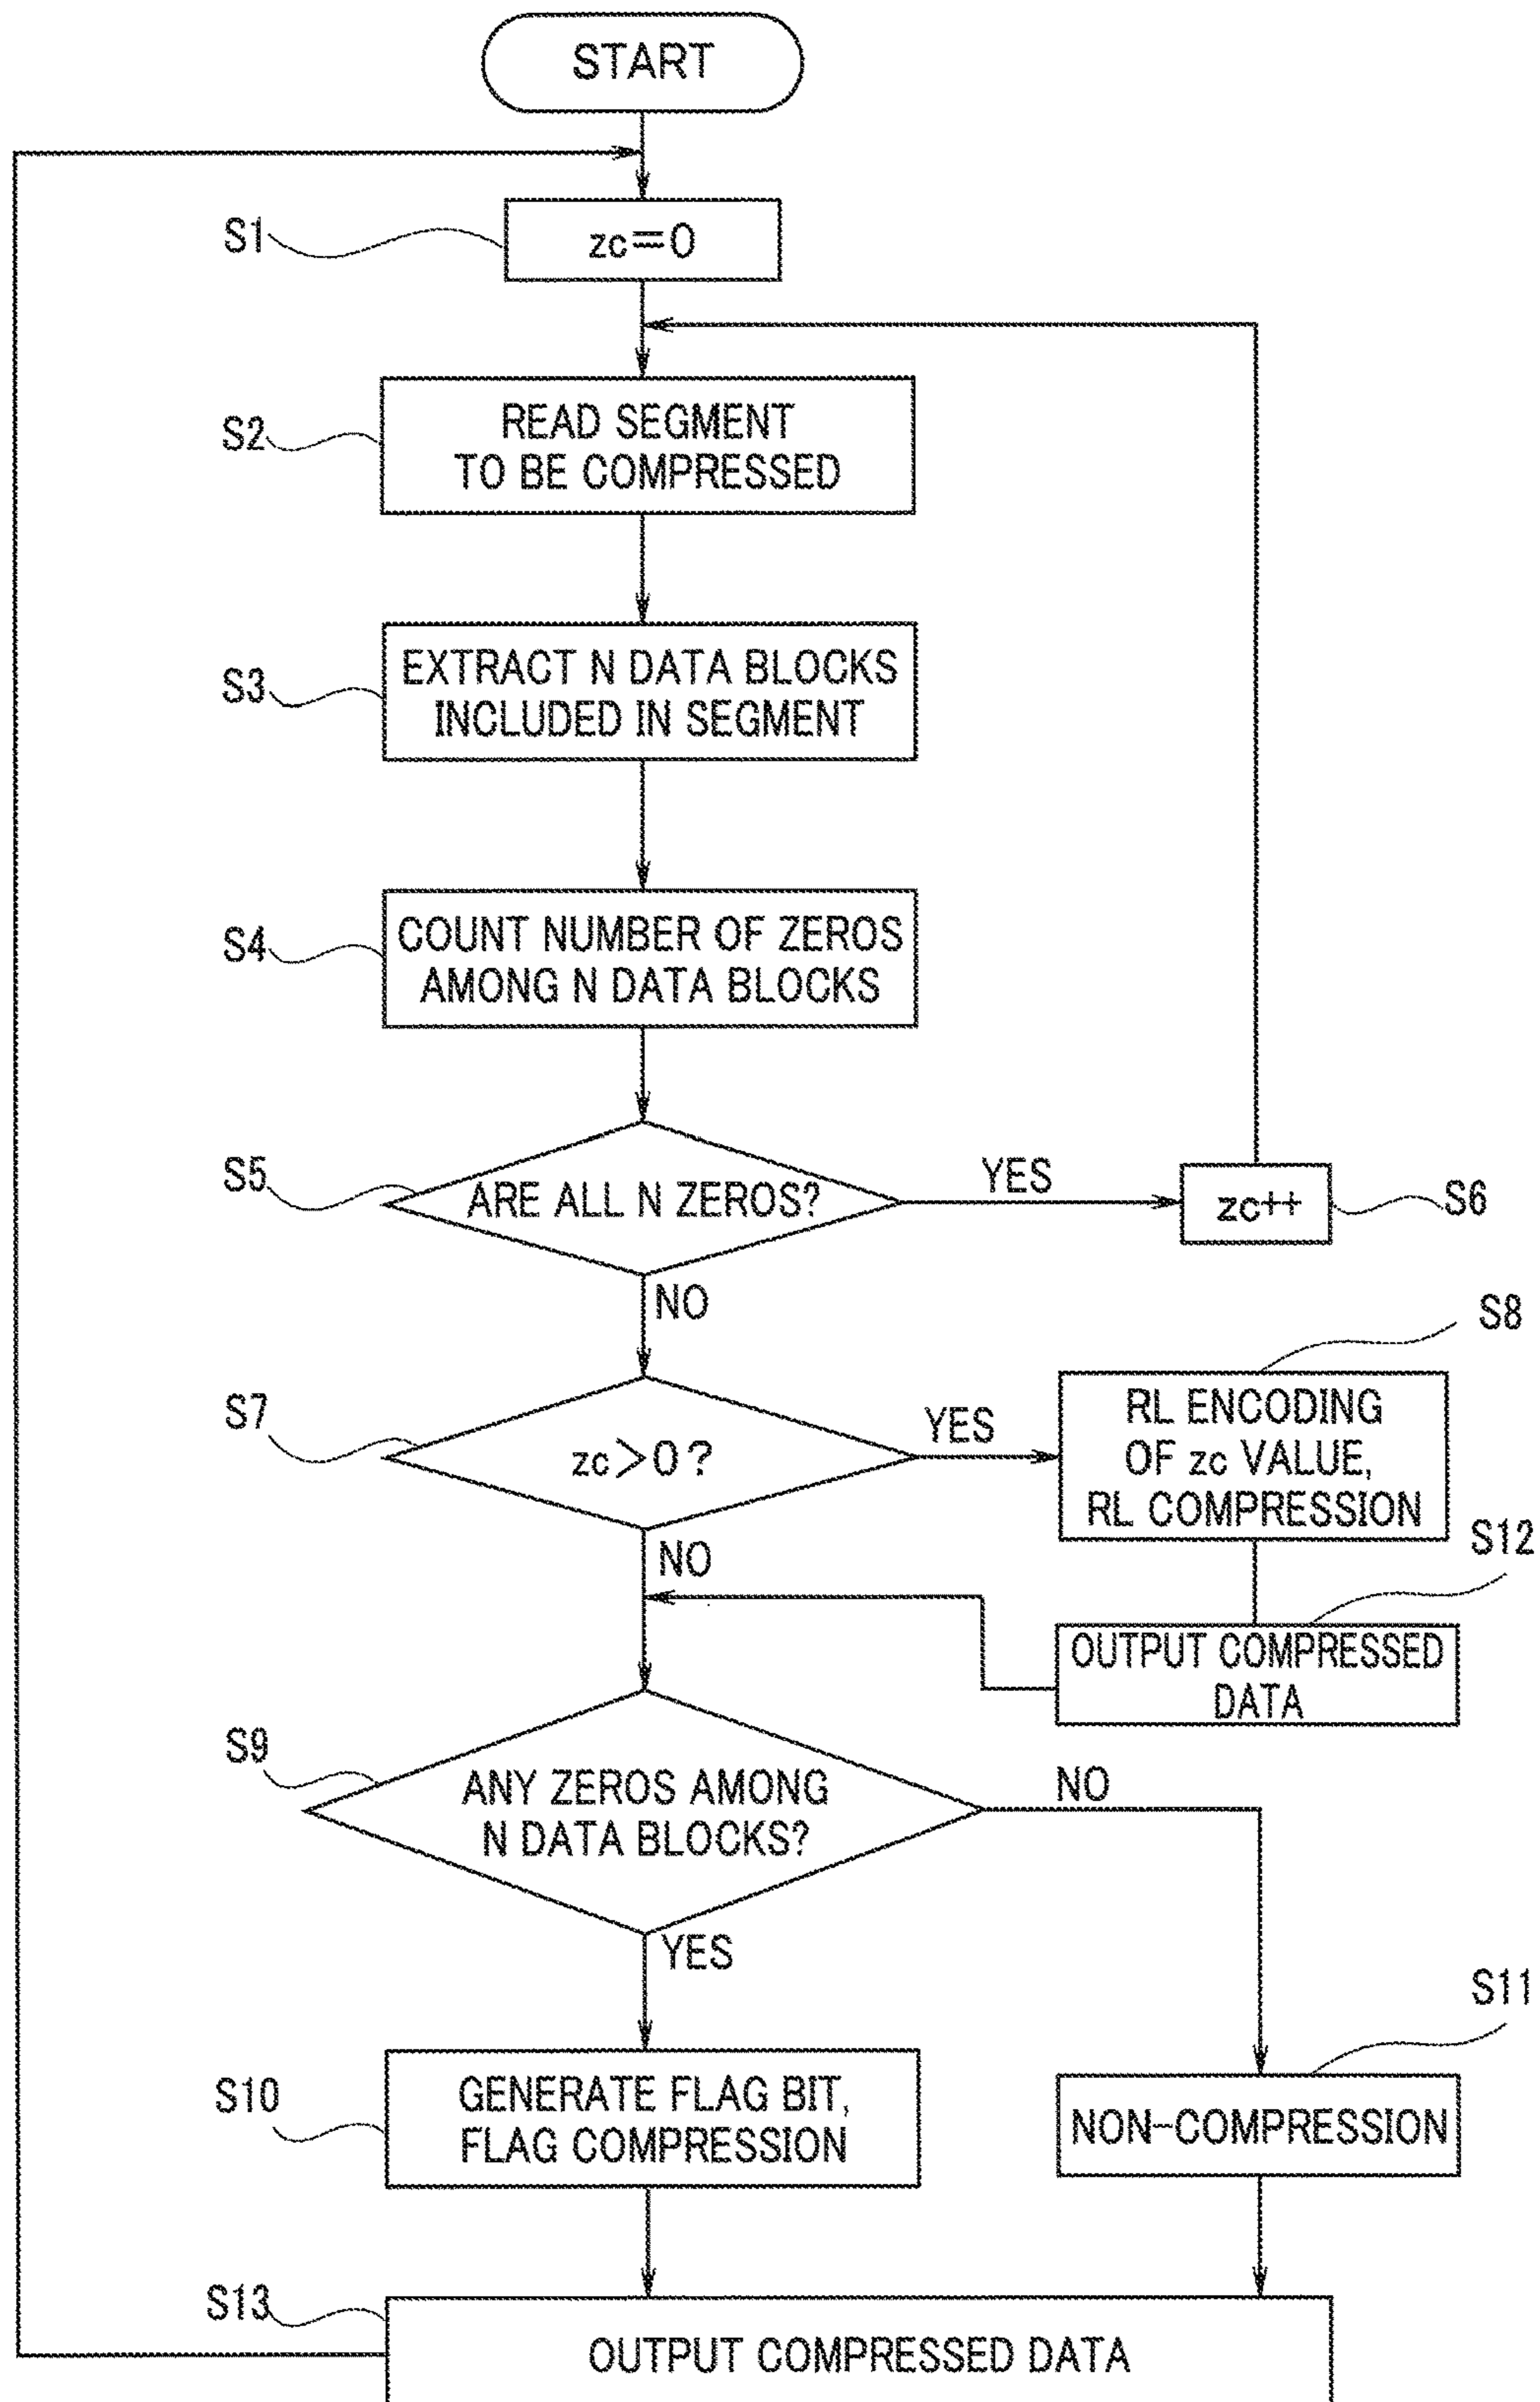 START
S1
zc=0
S2
READ SEGMENT
TO BE COMPRESSED
S3
EXTRACT N DATA BLOCKS
INCLUDED IN SEGMENT
S4
COUNT NUMBER OF ZEROS
AMONG N DATA BLOCKS
S5
ARE ALL N ZEROS?
YES
zc++
S6
NO
S7
zc>0?
YES
S8
RL ENCODING
OF zc VALUE,
RL COMPRESSION
NO
S12
OUTPUT COMPRESSED
DATA
S9
ANY ZEROS AMONG
N DATA BLOCKS?
NO
YES
S10
GENERATE FLAG BIT,
FLAG COMPRESSION
S11
NON-COMPRESSION
S13
OUTPUT COMPRESSED DATA